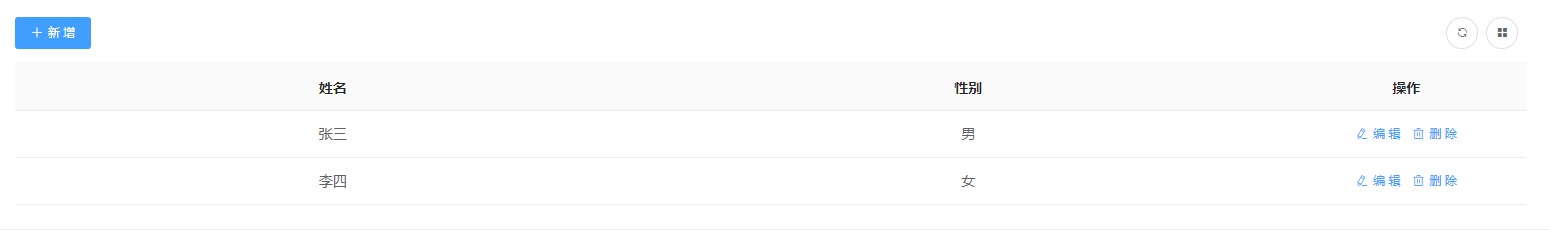 新增
姓名 性别 操作
张三 男 编辑 删除
李四 女 编辑 删除